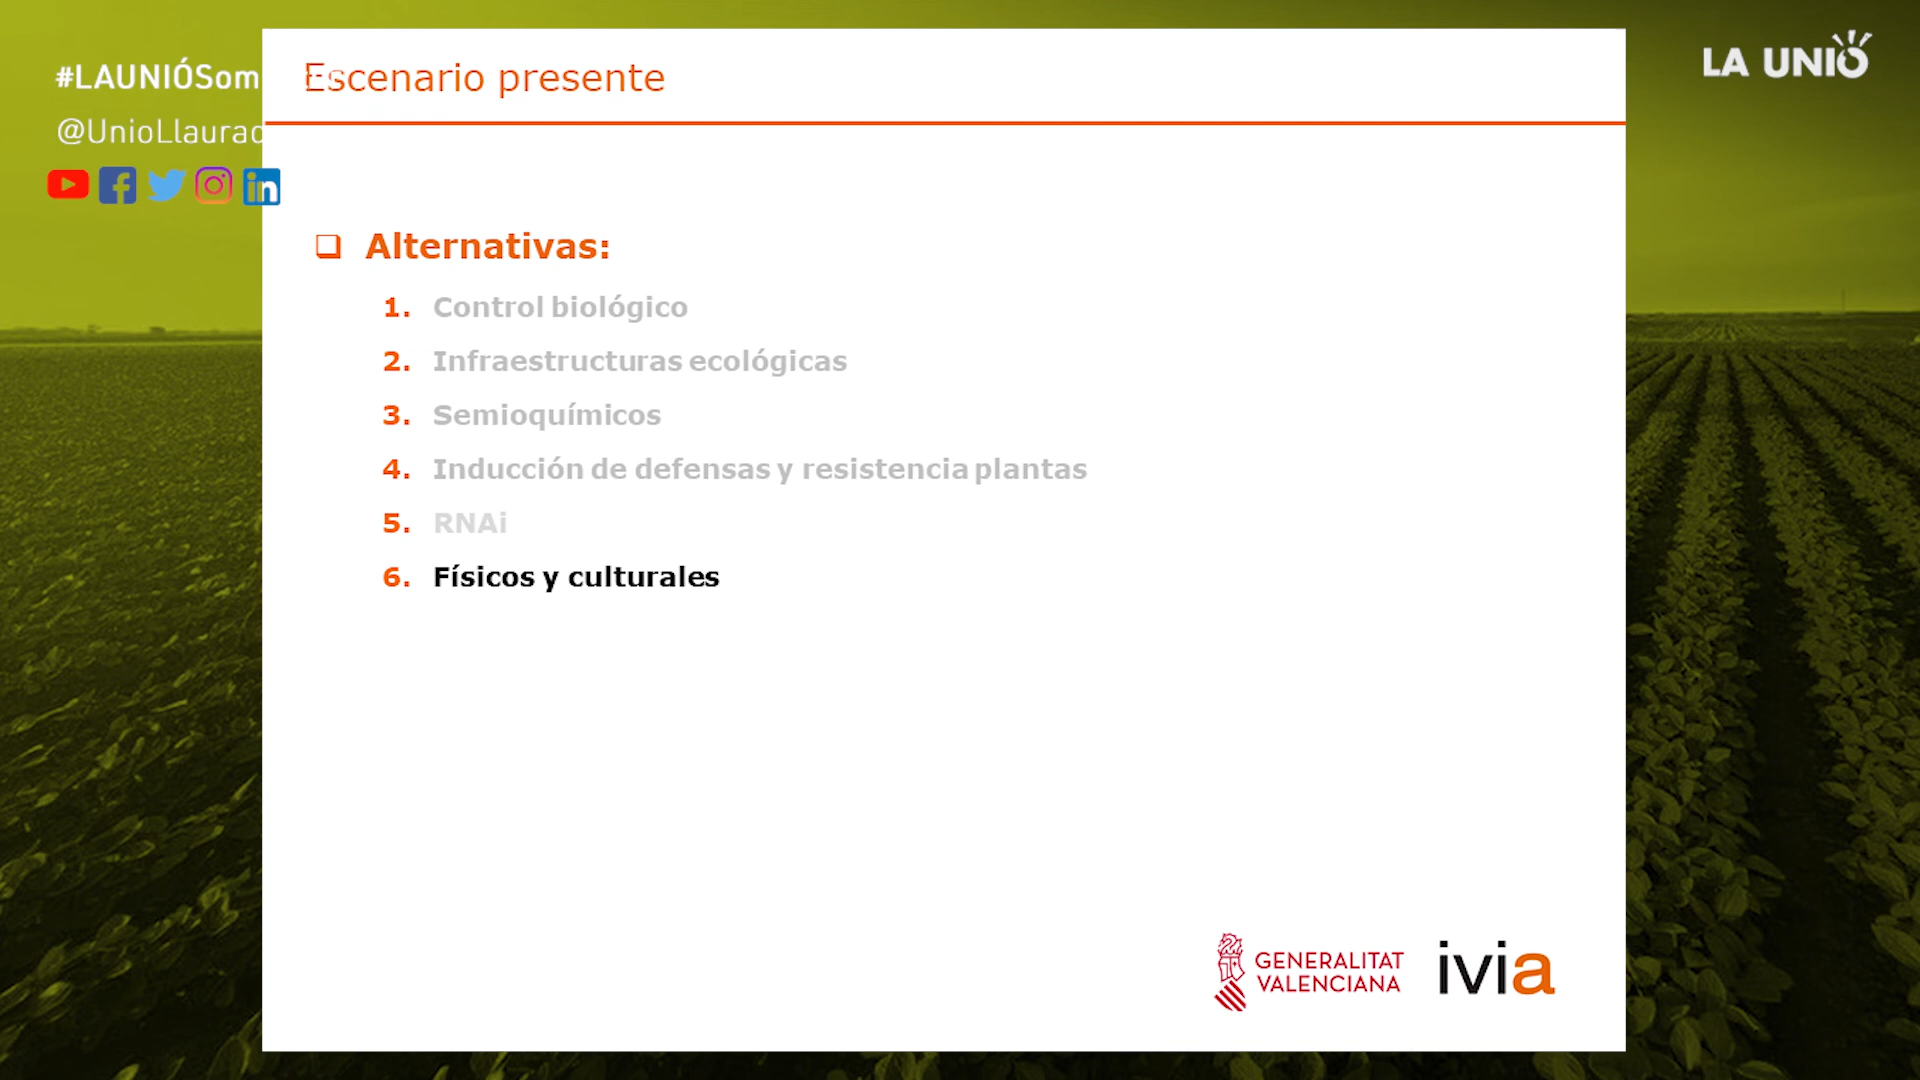 #LAUNIÓSom
@UnioLlaurad
LA UNIÓ
Escenario presente
❑ Alternativas:
1. Control biológico
2. Infraestructuras ecológicas
3. Semioquímicos
4. Inducción de defensas y resistencia plantas
5. RNAi
6. Físicos y culturales
GENERALITAT
VALENCIANA
ivia